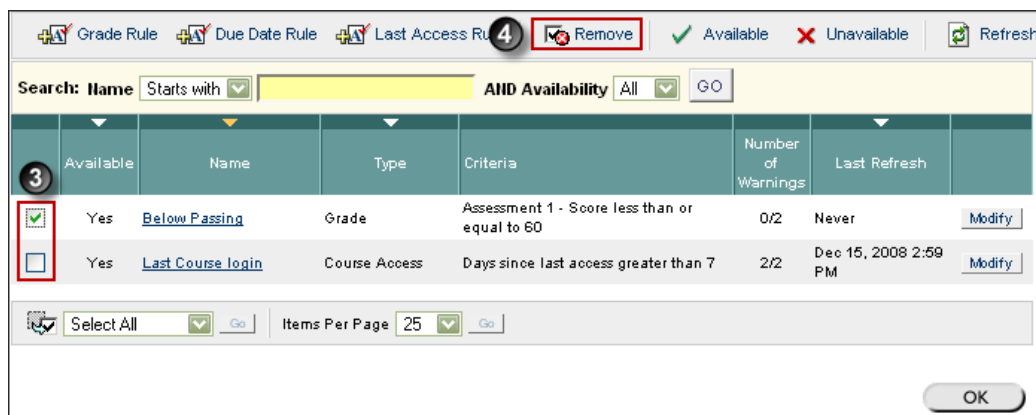 Grade Rule Due Date Rule Last Access Ru 4 Remove Available Unavailable Refresh
Search: Name Starts with AND Availability All GO
3 Available Name Type Criteria Number of Warnings Last Refresh
Yes Below Passing Grade Assessment 1 - Score less than or equal to 60 0/2 Never Modify
Yes Last Course login Course Access Days since last access greater than 7 2/2 Dec 15, 2008 2:59 PM Modify
Select All Go Items Per Page 25 Go
OK